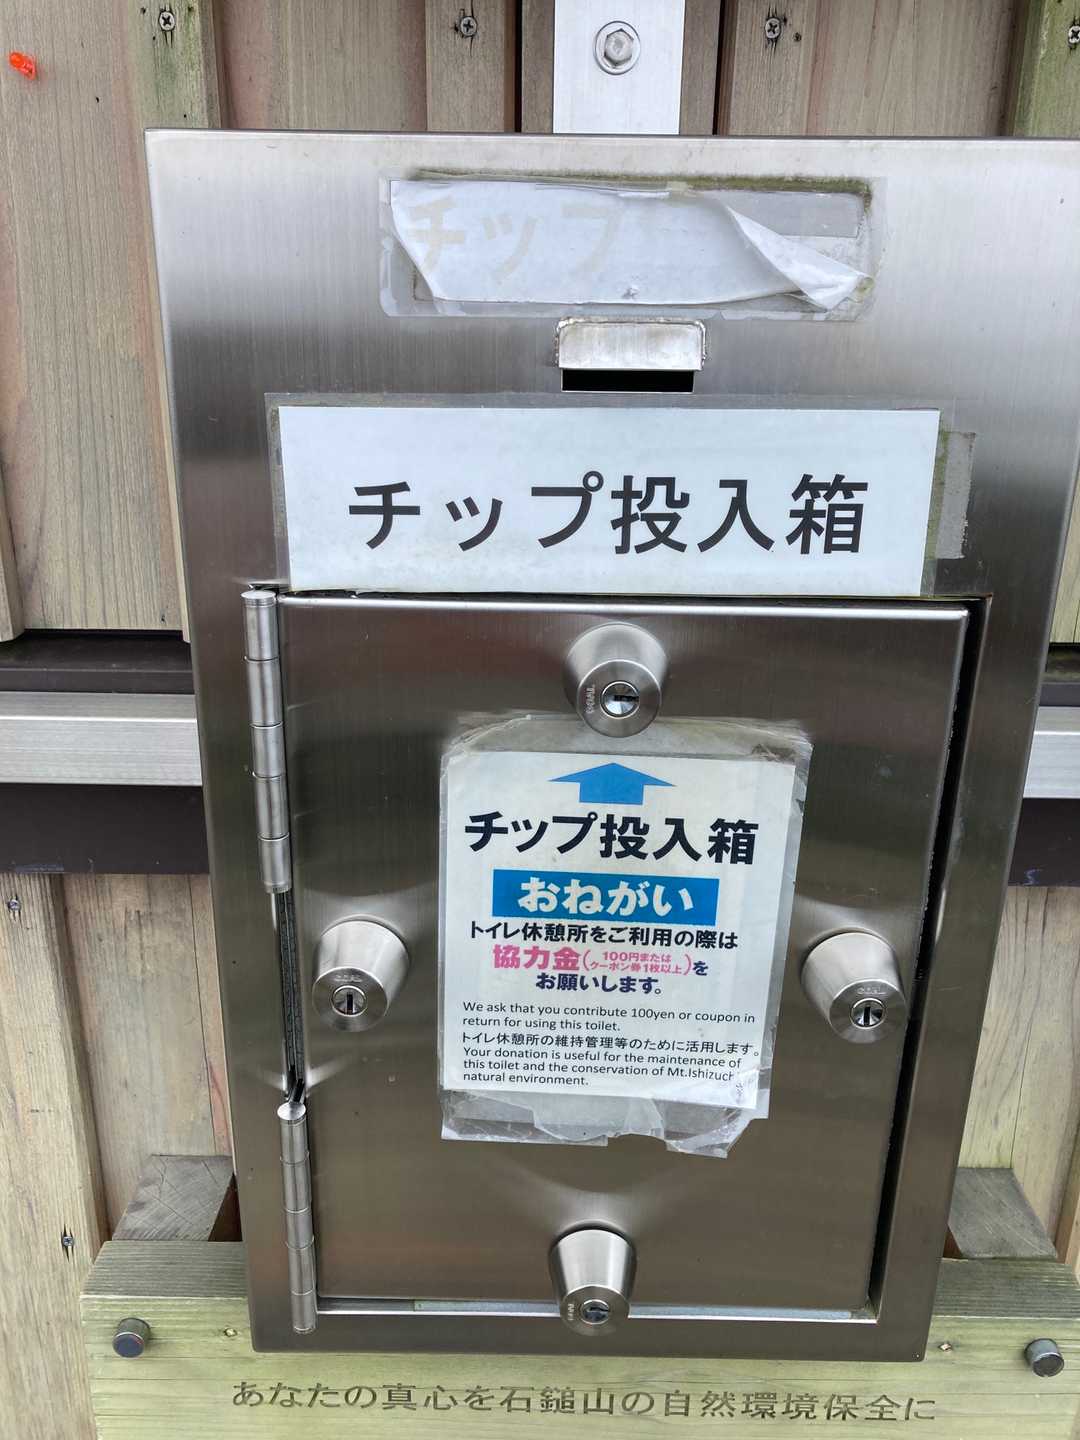 チップ
チップ投入箱
GOAL
チップ投入箱
おねがい
トイレ休憩所をご利用の際は
協力金(100円または
クーポン券1枚以上)を
お願いします。
We ask that you contribute 100yen or coupon in
return for using this toilet.
トイレ休憩所の維持管理等のために活用します。
Your donation is useful for the maintenance of
this toilet and the conservation of Mt.Ishizuchi
natural environment.
GOAL
GOAL
あなたの真心を石鎚山の自然環境保全に